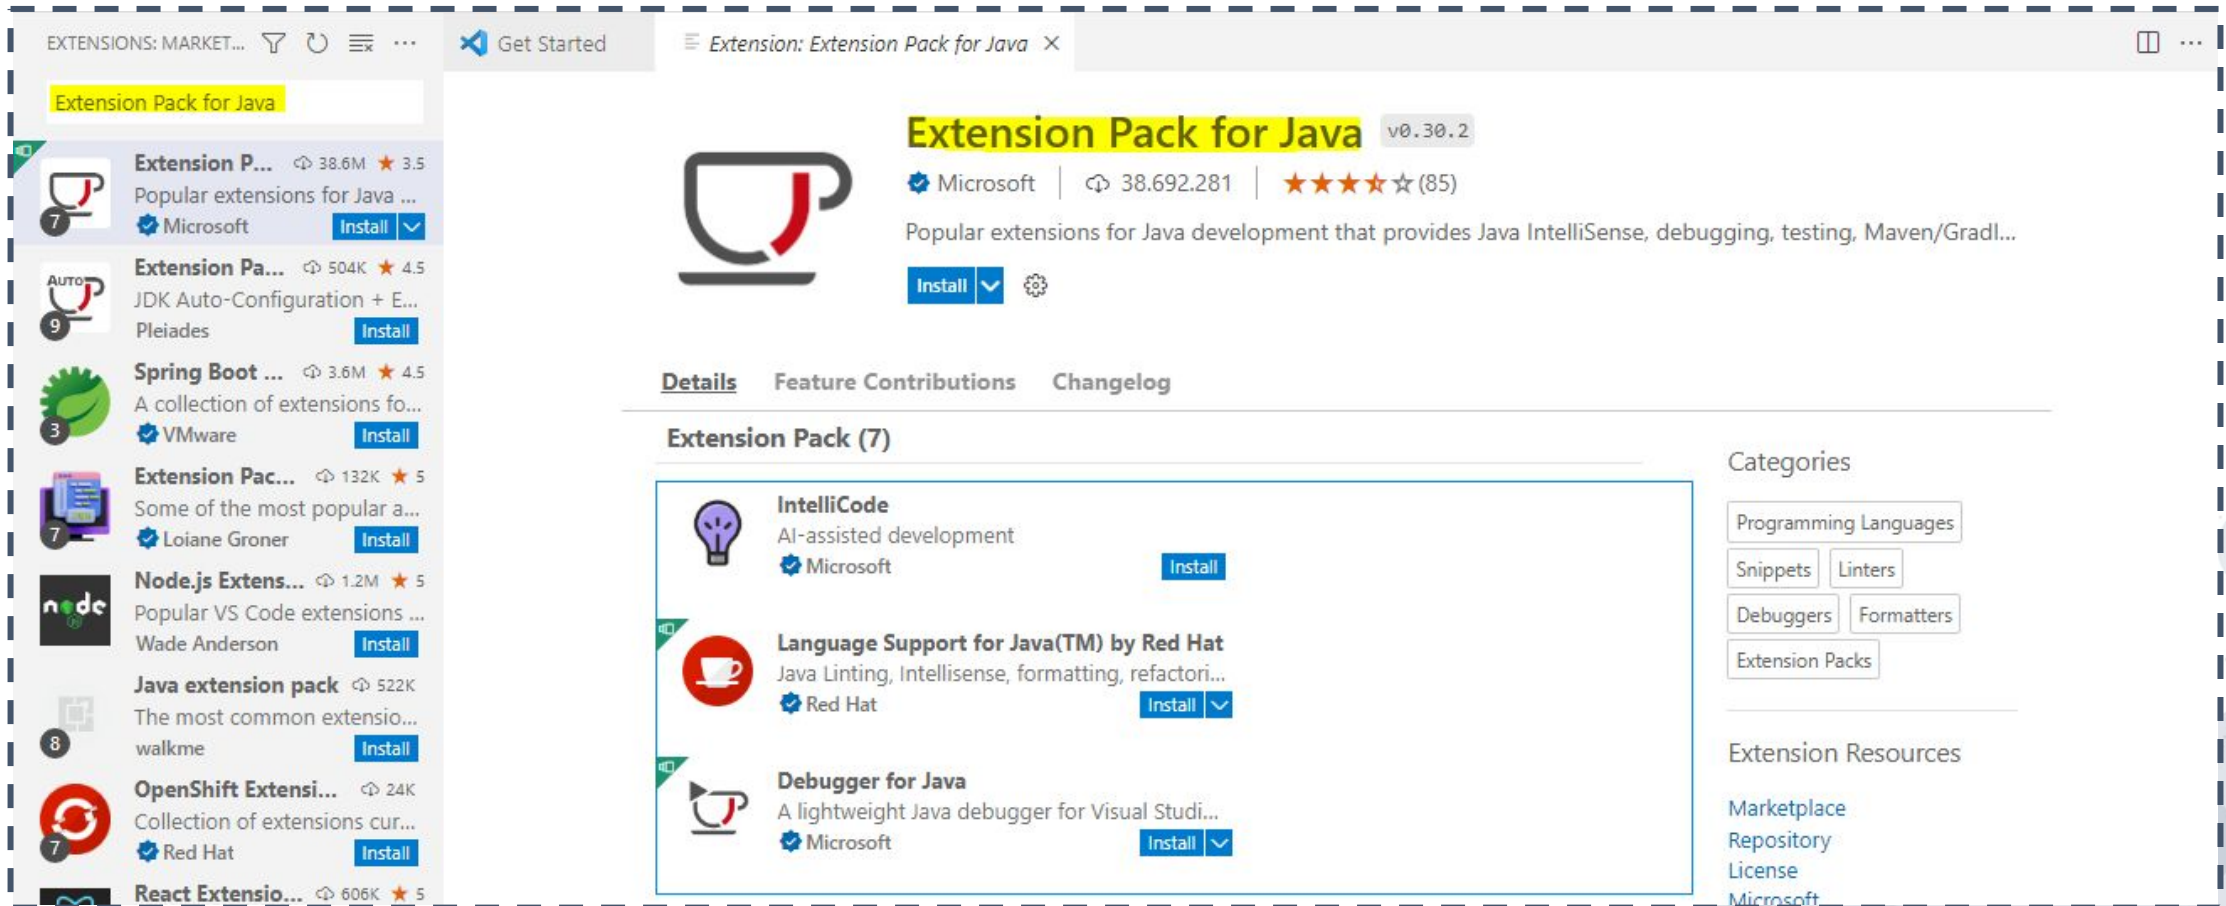 EXTENSIONS: MARKET...
Extension Pack for Java
Extension P... 38.6M ★ 3.5
Popular extensions for Java ...
Microsoft Install
7
Extension Pa... 504K ★ 4.5
JDK Auto-Configuration + E...
Pleiades Install
AUTO
9
Spring Boot ... 3.6M ★ 4.5
A collection of extensions fo...
VMware Install
3
Extension Pac... 132K ★ 5
Some of the most popular a...
Loiane Groner Install
7
Node.js Extens... 1.2M ★ 5
Popular VS Code extensions ...
Wade Anderson Install
node
Java extension pack 522K
The most common extensio...
walkme Install
8
OpenShift Extensi... 24K
Collection of extensions cur...
Red Hat Install
7
React Extensio... 606K ★ 5
Get Started
Extension: Extension Pack for Java ×
Extension Pack for Java v0.30.2
Microsoft 38.692.281 (85)
Popular extensions for Java development that provides Java IntelliSense, debugging, testing, Maven/Gradl...
Install
Details Feature Contributions Changelog
Extension Pack (7)
IntelliCode
AI-assisted development
Microsoft Install
Language Support for Java(TM) by Red Hat
Java Linting, Intellisense, formatting, refactori...
Red Hat Install
Debugger for Java
A lightweight Java debugger for Visual Studi...
Microsoft Install
Categories
Programming Languages
Snippets Linters
Debuggers Formatters
Extension Packs
Extension Resources
Marketplace
Repository
License
Microsoft